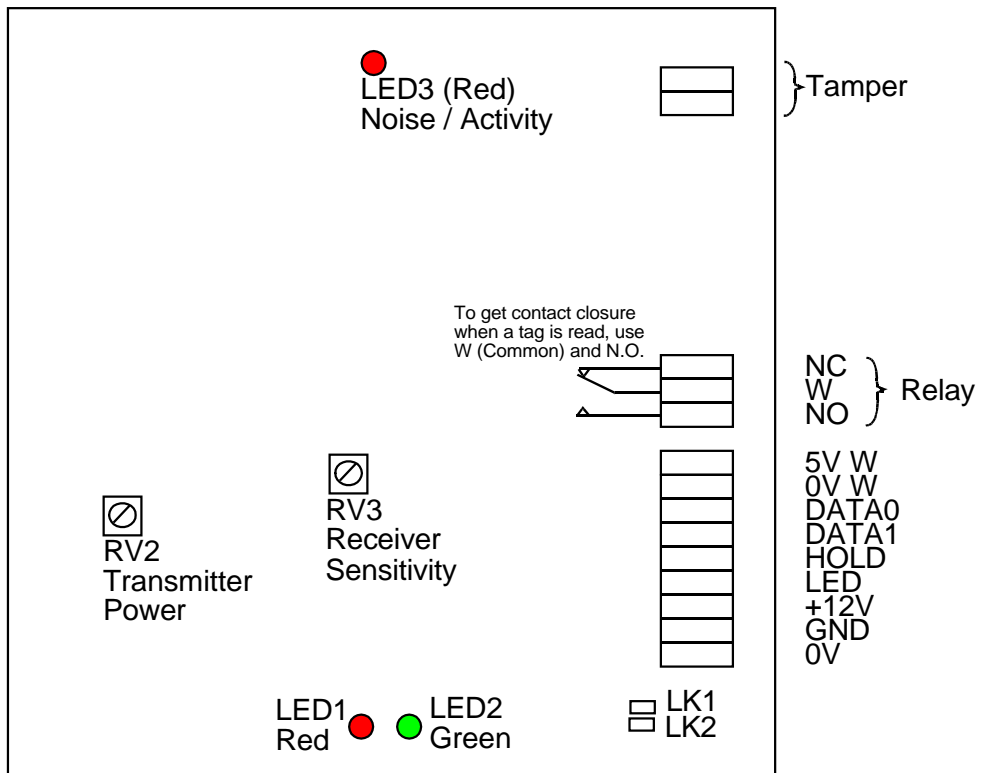 LED3 (Red)
Noise / Activity
Tamper
To get contact closure
when a tag is read, use
W (Common) and N.O.
NC
W
NO
Relay
5V W
0V W
DATA0
DATA1
HOLD
LED
+12V
GND
0V
RV3
Receiver
Sensitivity
RV2
Transmitter
Power
LED1
Red
LED2
Green
LK1
LK2